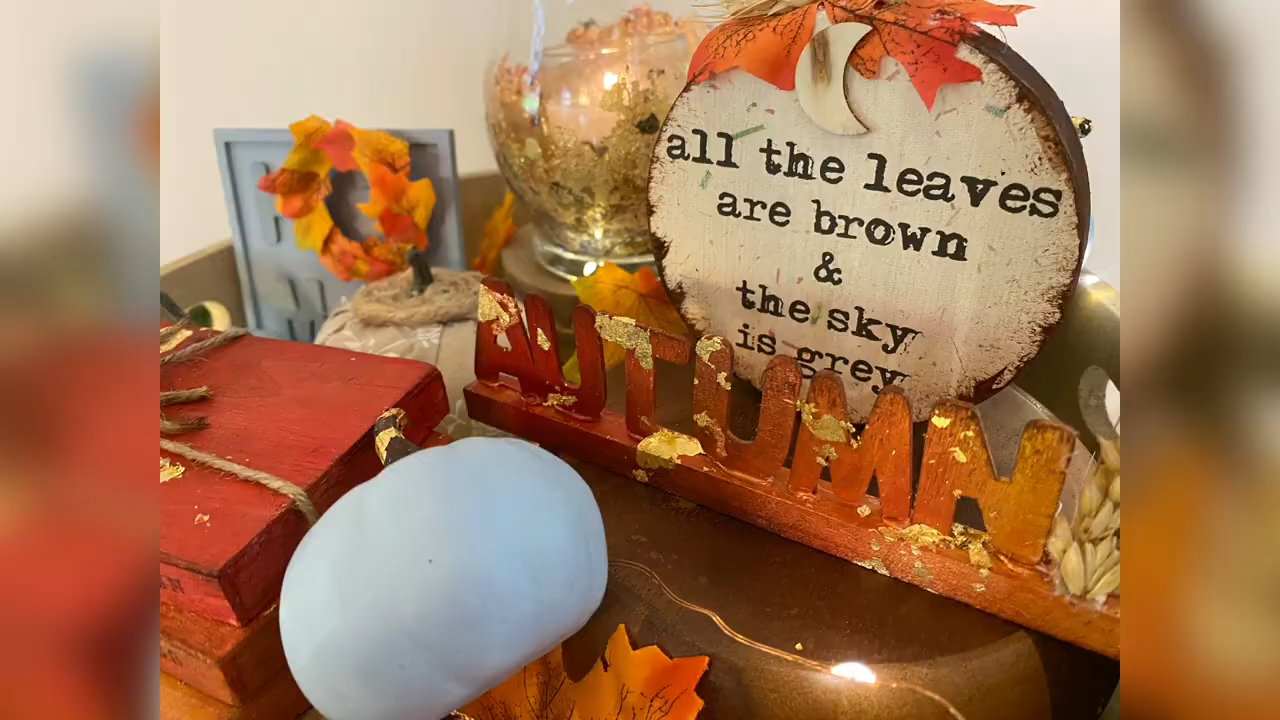 all the leaves
are brown
&
the sky
is grey
AUTUMN